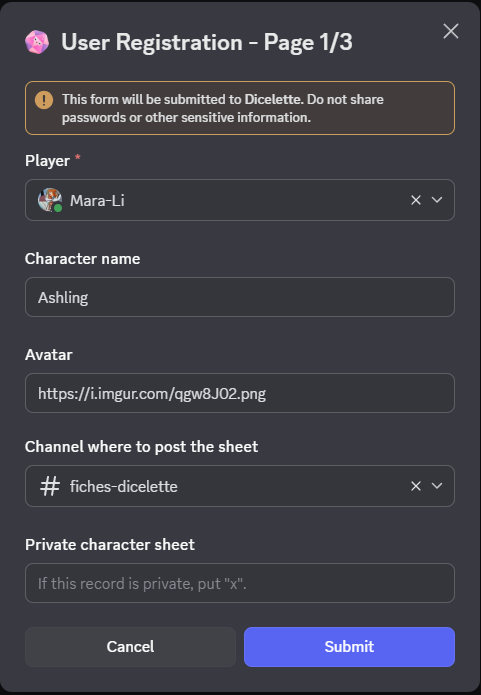 User Registration - Page 1/3
This form will be submitted to Dicelette. Do not share
passwords or other sensitive information.
Player *
Mara-Li
Character name
Ashling
Avatar
https://i.imgur.com/qgw8J02.png
Channel where to post the sheet
fiches-dicelette
Private character sheet
If this record is private, put "x".
Cancel
Submit